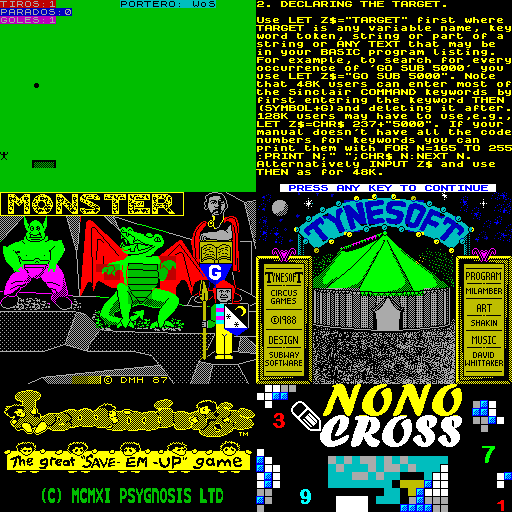 TIROS:1
PORTERO: WoS
PARADOS:0
GOLES:1
2. DECLARING THE TARGET.
Use LET Z$="TARGET" first where
TARGET is any variable name, key
word token, string or part of a
string or ANY TEXT that may be
in your BASIC program listing.
For example, to search for every
occurrence of 'GO SUB 5000' you
use LET Z$="GO SUB 5000". Note
that 48K users can enter most of
the Sinclair COMMAND keywords by
first entering the keyword THEN
(SYMBOL+G)and deleting it after.
128K users may have to use,e.g.,
LET Z$=CHR$ 237+"5000". If your
manual doesn't have all the code
numbers for keywords you can
print them with FOR N=165 TO 255
:PRINT N;" ";CHR$ N:NEXT N.
Alternatively INPUT Z$ and use
THEN as for 48K.
PRESS ANY KEY TO CONTINUE
MONSTER
G
© DMH 87
TYNESOFT
TYNESOFT
CIRCUS
GAMES
©1988
DESIGN
SUBWAY
SOFTWARE
PROGRAM
MILAMBER
ART
SHAKIN
MUSIC
DAVID
WHITTAKER
TM
The great "SAVE-EM-UP" game
(C) MCMXI PSYGNOSIS LTD
NONO
CROSS
3
7
9
1